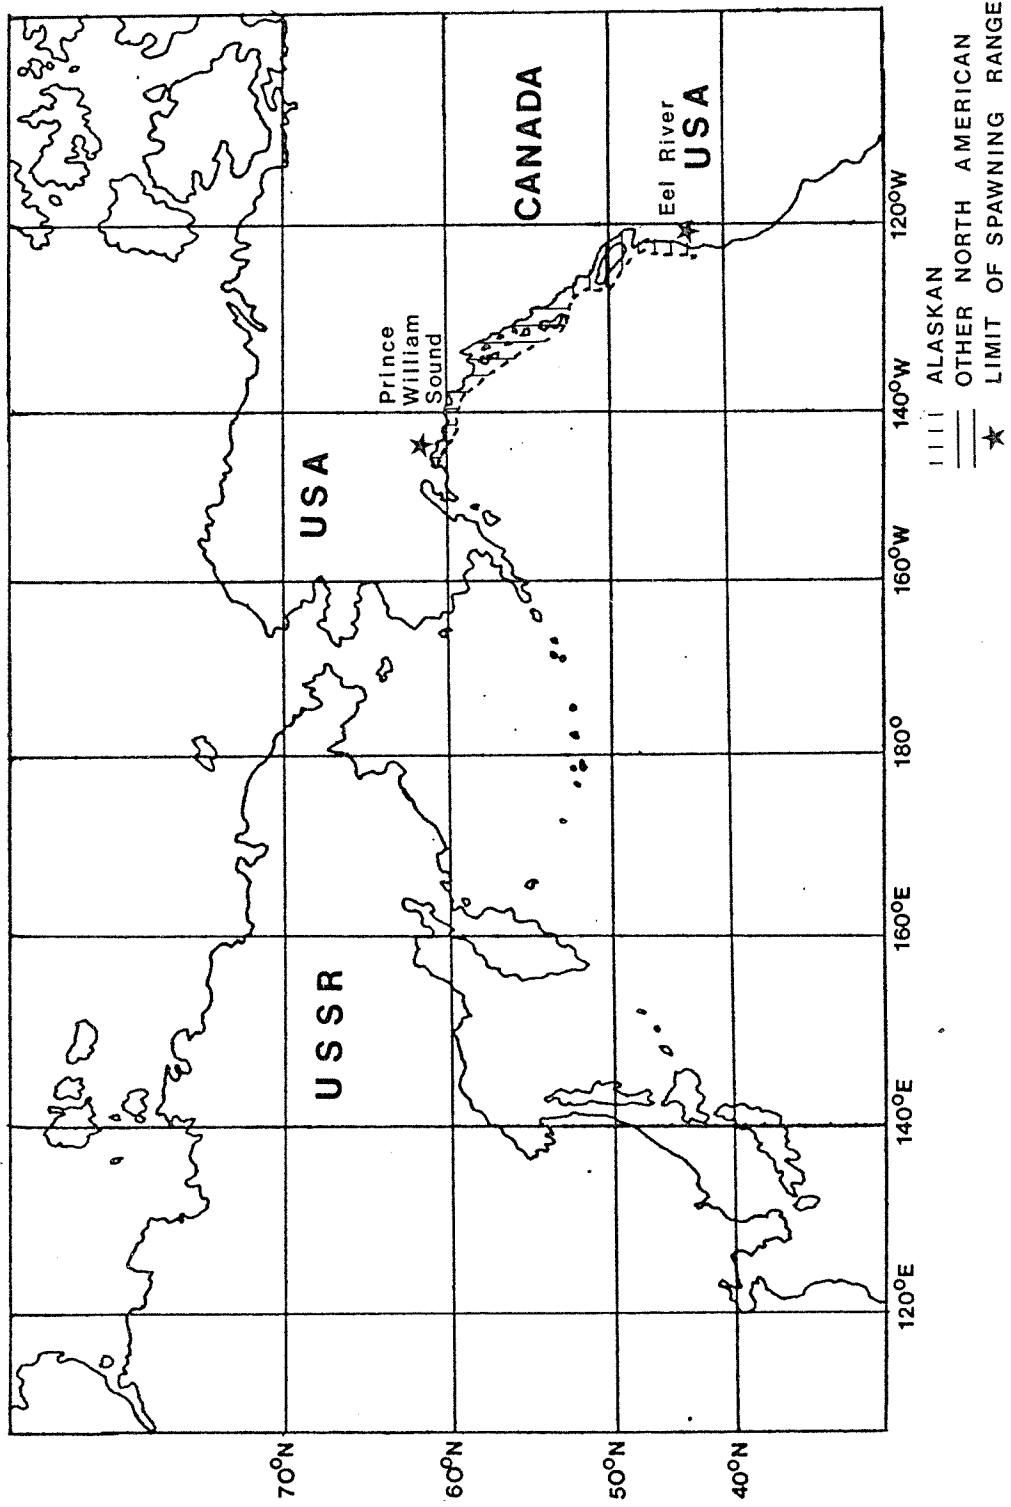 70°N
60°N
50°N
40°N
USSR
USA
CANADA
USA
Prince
William
Sound
Eel River
120°E
140°E
160°E
180°
160°W
140°W
120°W
ALASKAN
OTHER NORTH AMERICAN
LIMIT OF SPAWNING RANGE